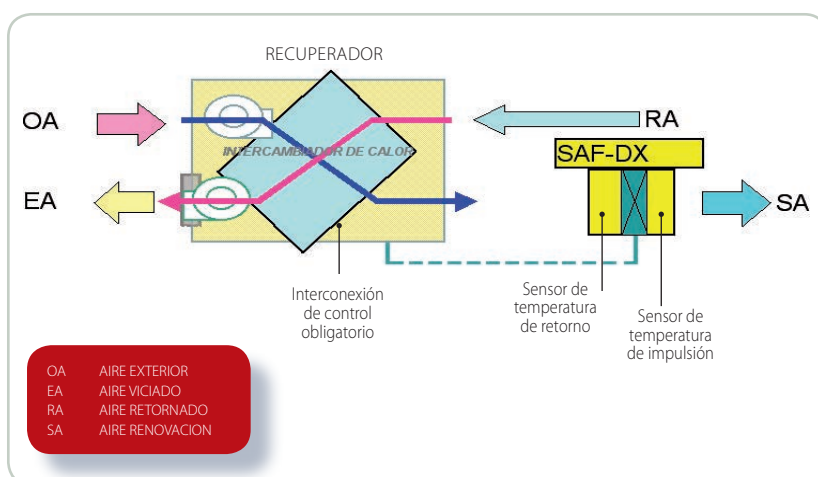 RECUPERADOR
OA
RA
INTERCAMBIADOR DE CALOR
SAF-DX
EA
SA
Interconexión
de control
obligatorio
Sensor de
temperatura
de retorno
Sensor de
temperatura
de impulsión
OA AIRE EXTERIOR
EA AIRE VICIADO
RA AIRE RETORNADO
SA AIRE RENOVACION